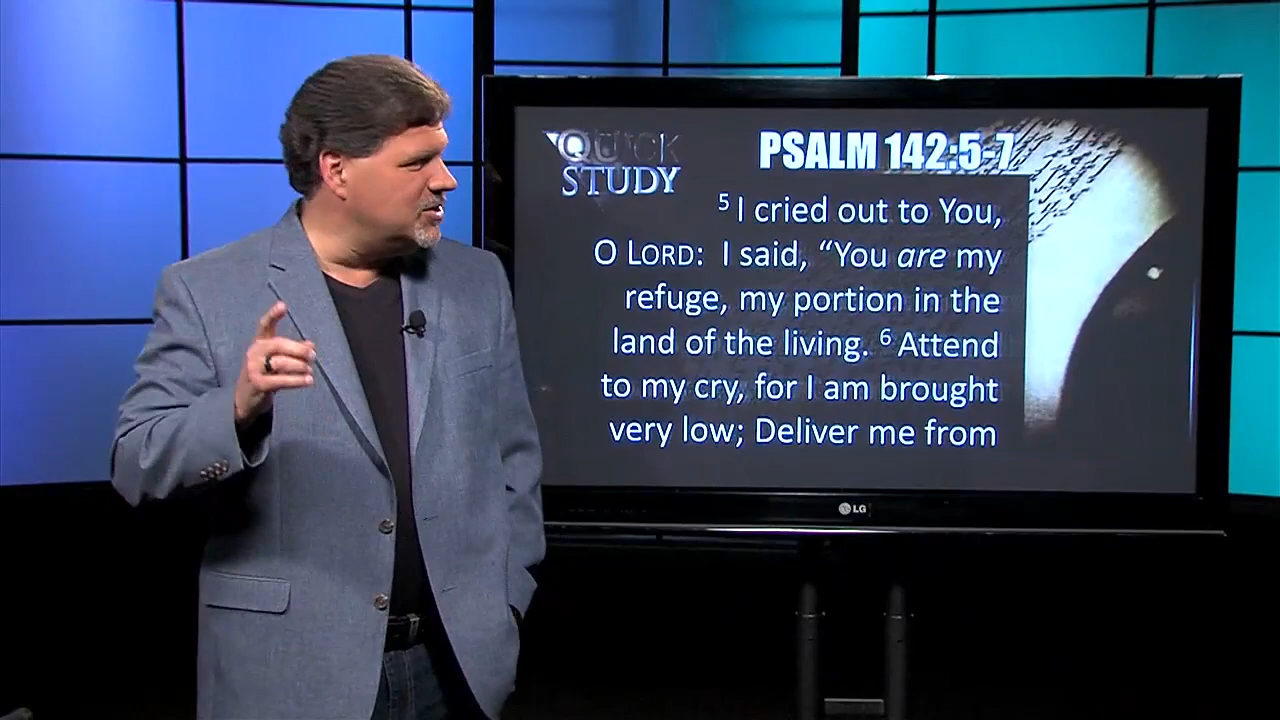 QUICK
STUDY
PSALM 142:5-7
5 I cried out to You,
O LORD: I said, “You are my
refuge, my portion in the
land of the living. 6 Attend
to my cry, for I am brought
very low; Deliver me from
LG